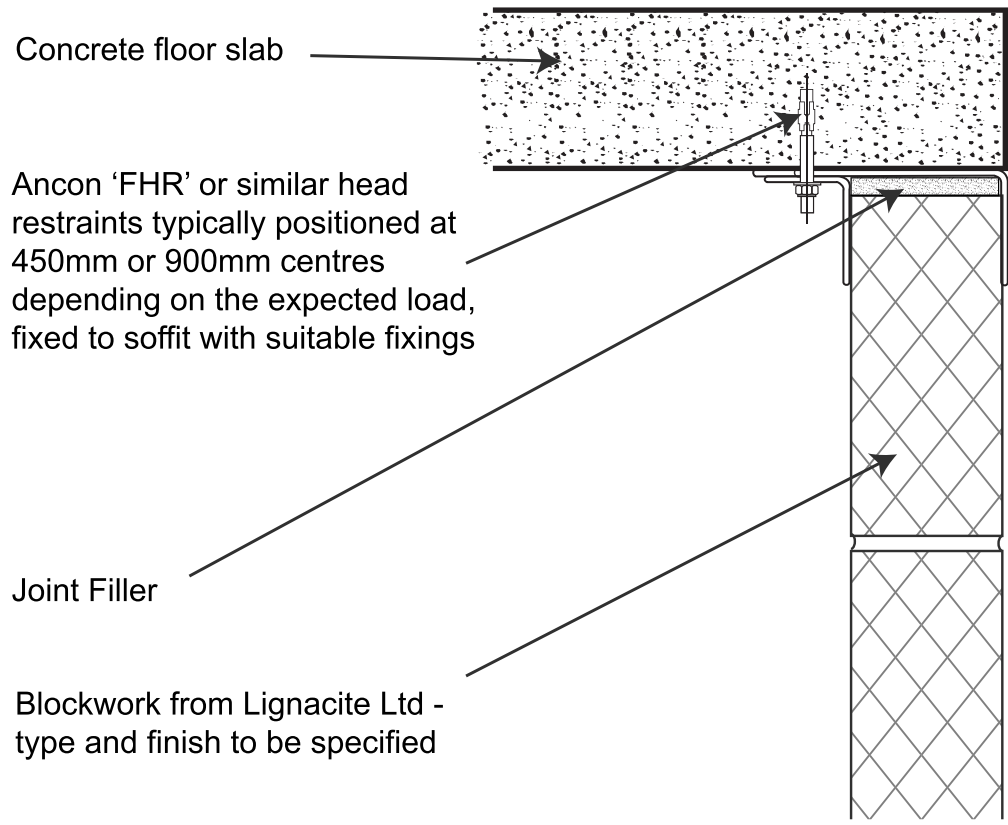 Concrete floor slab
Ancon ‘FHR’ or similar head
restraints typically positioned at
450mm or 900mm centres
depending on the expected load,
fixed to soffit with suitable fixings
Joint Filler
Blockwork from Lignacite Ltd -
type and finish to be specified